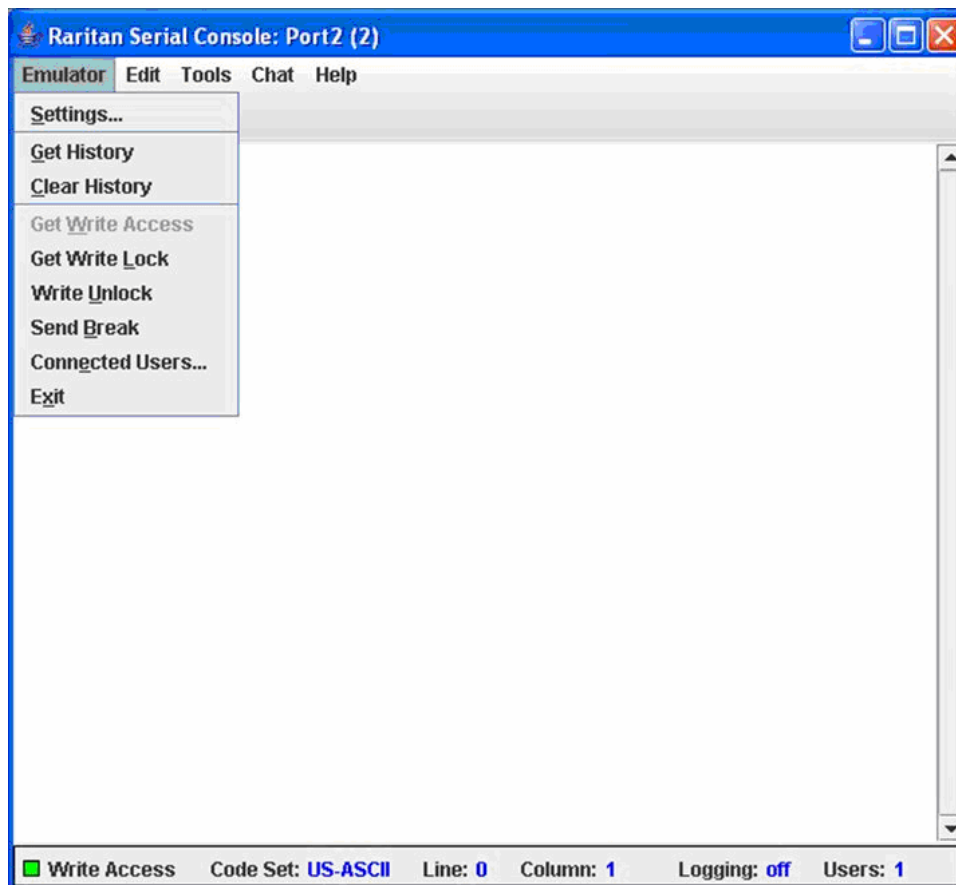 Raritan Serial Console: Port2 (2)
Emulator Edit Tools Chat Help
Settings...
Get History
Clear History
Get Write Access
Get Write Lock
Write Unlock
Send Break
Connected Users...
Exit
Write Access Code Set: US-ASCII Line: 0 Column: 1 Logging: off Users: 1